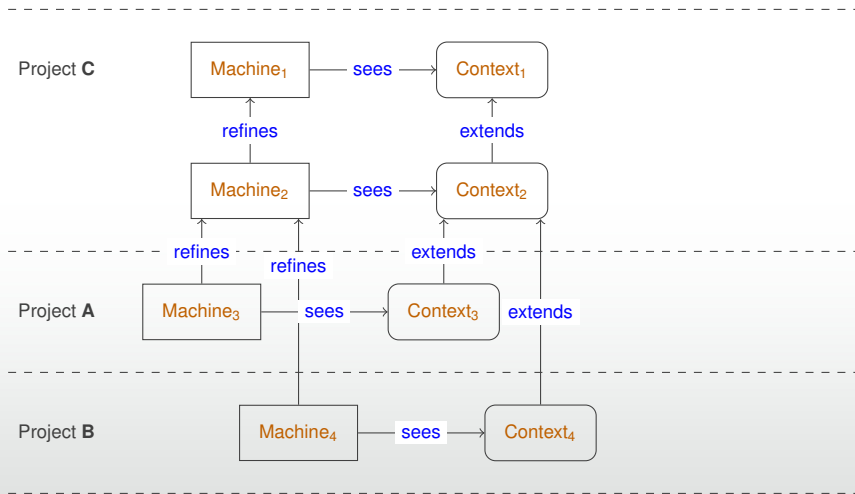 Project C Machine₁ sees Context₁
refines extends
Machine₂ sees Context₂
refines extends
refines
Project A Machine₃ sees Context₃ extends
Project B Machine₄ sees Context₄